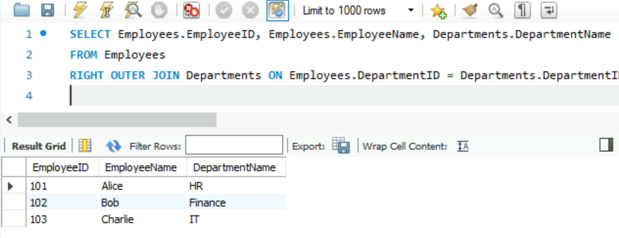 Limit to 1000 rows
1 SELECT Employees.EmployeeID, Employees.EmployeeName, Departments.DepartmentName
2 FROM Employees
3 RIGHT OUTER JOIN Departments ON Employees.DepartmentID = Departments.DepartmentI
4
Result Grid Filter Rows: Export: Wrap Cell Content: IA
EmployeeID EmployeeName DepartmentName
101 Alice HR
102 Bob Finance
103 Charlie IT